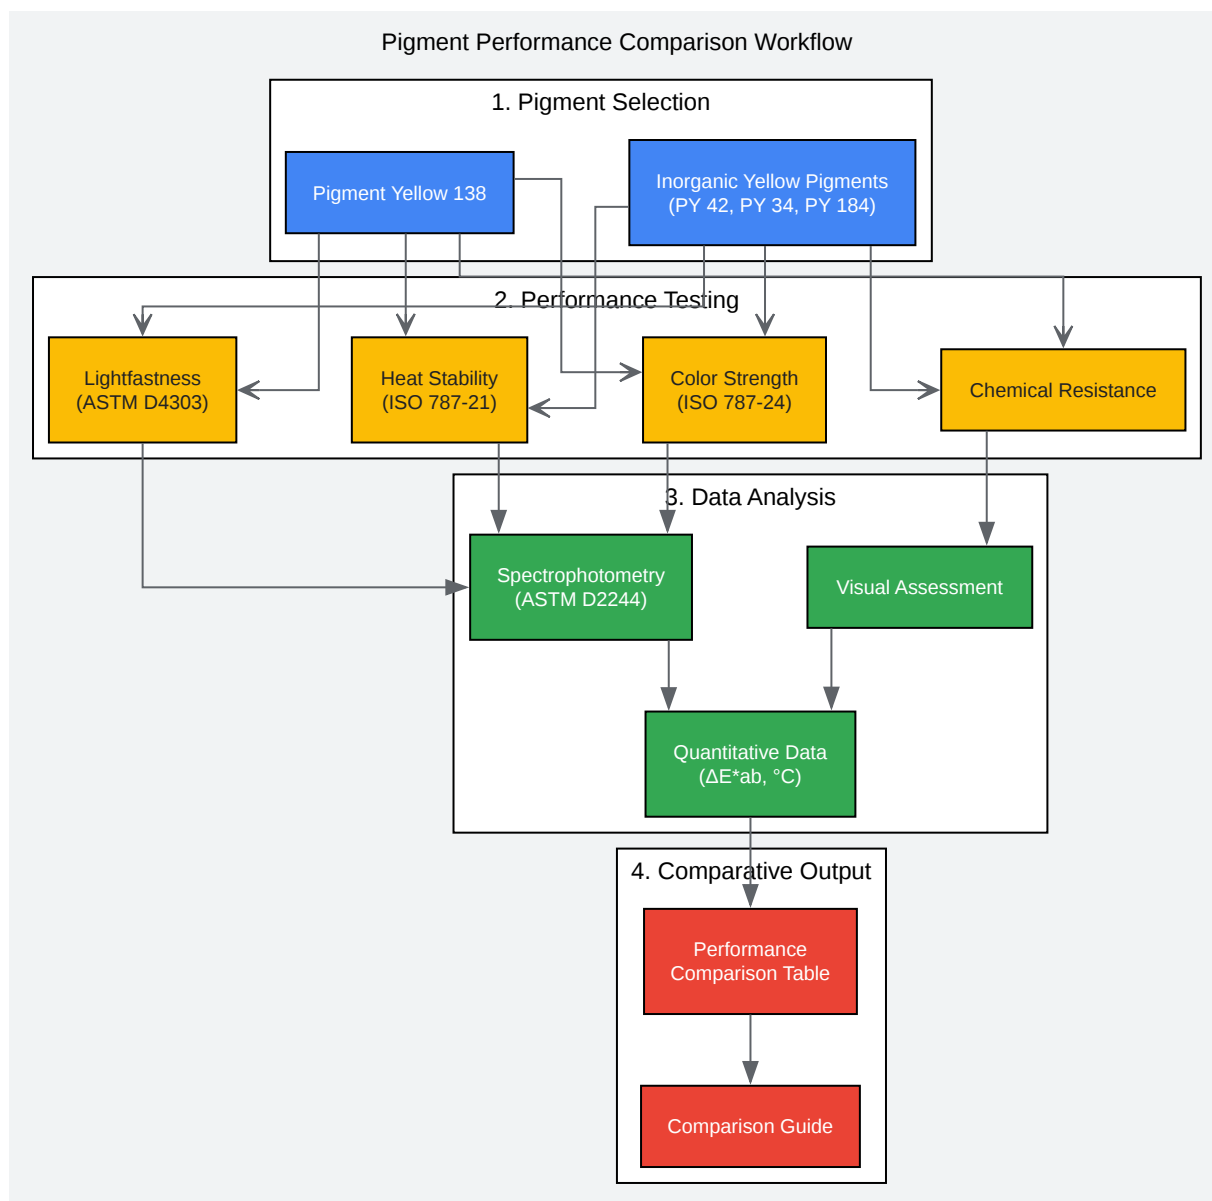 Pigment Performance Comparison Workflow
1. Pigment Selection
Pigment Yellow 138
Inorganic Yellow Pigments
(PY 42, PY 34, PY 184)
2. Performance Testing
Lightfastness
(ASTM D4303)
Heat Stability
(ISO 787-21)
Color Strength
(ISO 787-24)
Chemical Resistance
3. Data Analysis
Spectrophotometry
(ASTM D2244)
Visual Assessment
Quantitative Data
(ΔE*ab, °C)
4. Comparative Output
Performance
Comparison Table
Comparison Guide